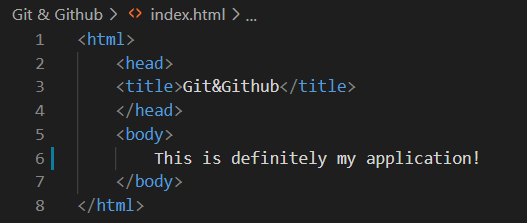 Git & Github > <> index.html > ...
1 <html>
2 <head>
3 <title>Git&Github</title>
4 </head>
5 <body>
6 This is definitely my application!
7 </body>
8 </html>